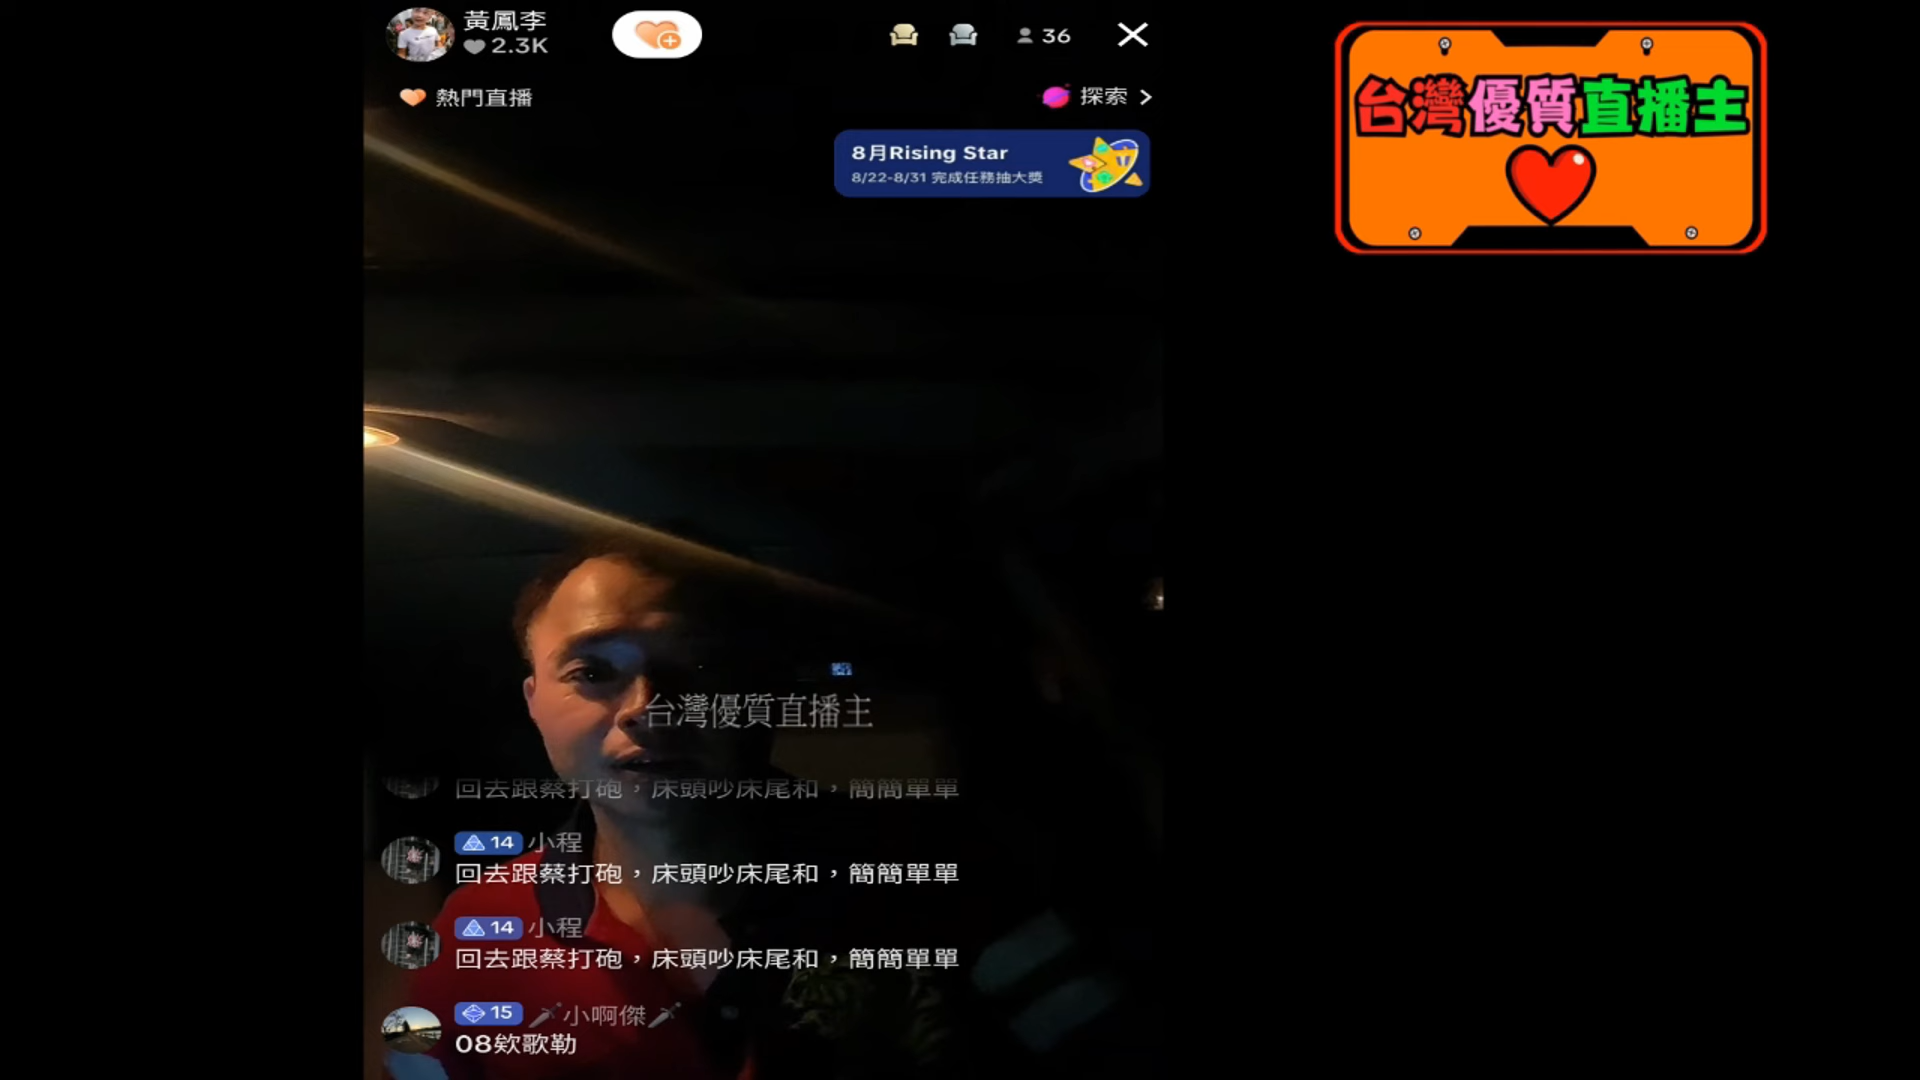 黃鳳李
2.3K
36
熱門直播
探索
8月Rising Star
8/22-8/31 完成任務抽大獎
台灣優質直播主
台灣優質直播主
回去跟蔡打砲，床頭吵床尾和，簡簡單單
14 小程
回去跟蔡打砲，床頭吵床尾和，簡簡單單
14 小程
回去跟蔡打砲，床頭吵床尾和，簡簡單單
15 小啊傑
08欸歌勒